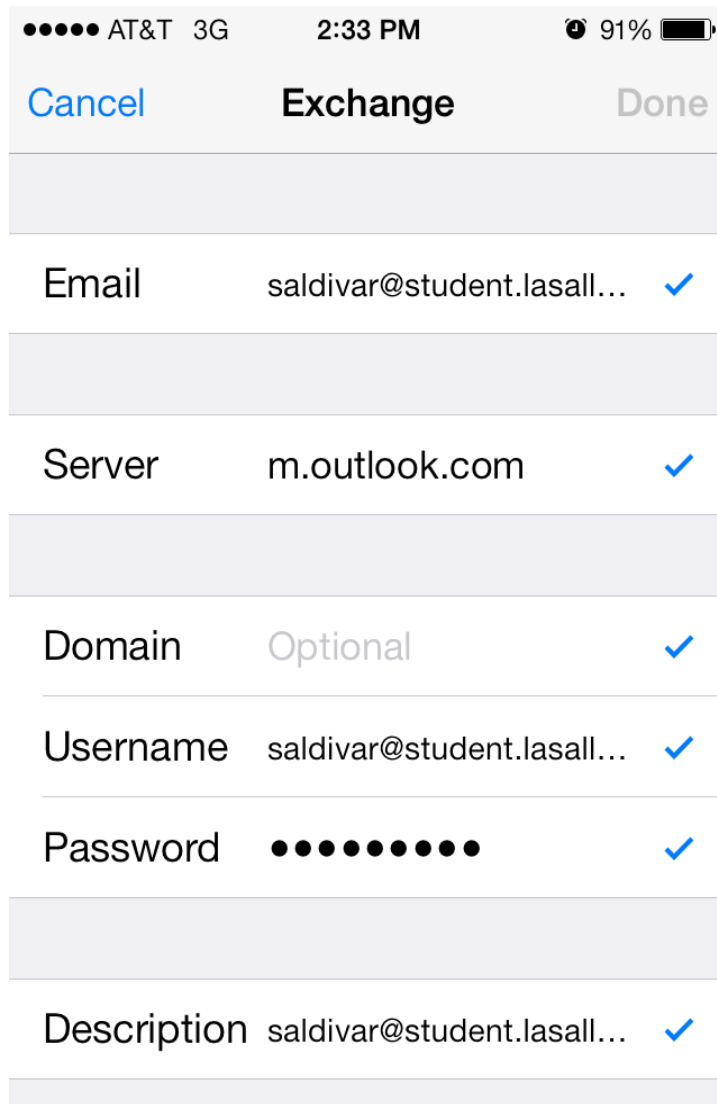 AT&T 3G 2:33 PM 91%
Cancel Exchange Done
Email saldivar@student.lasall...
Server m.outlook.com
Domain Optional
Username saldivar@student.lasall...
Password ●●●●●●●●●
Description saldivar@student.lasall...